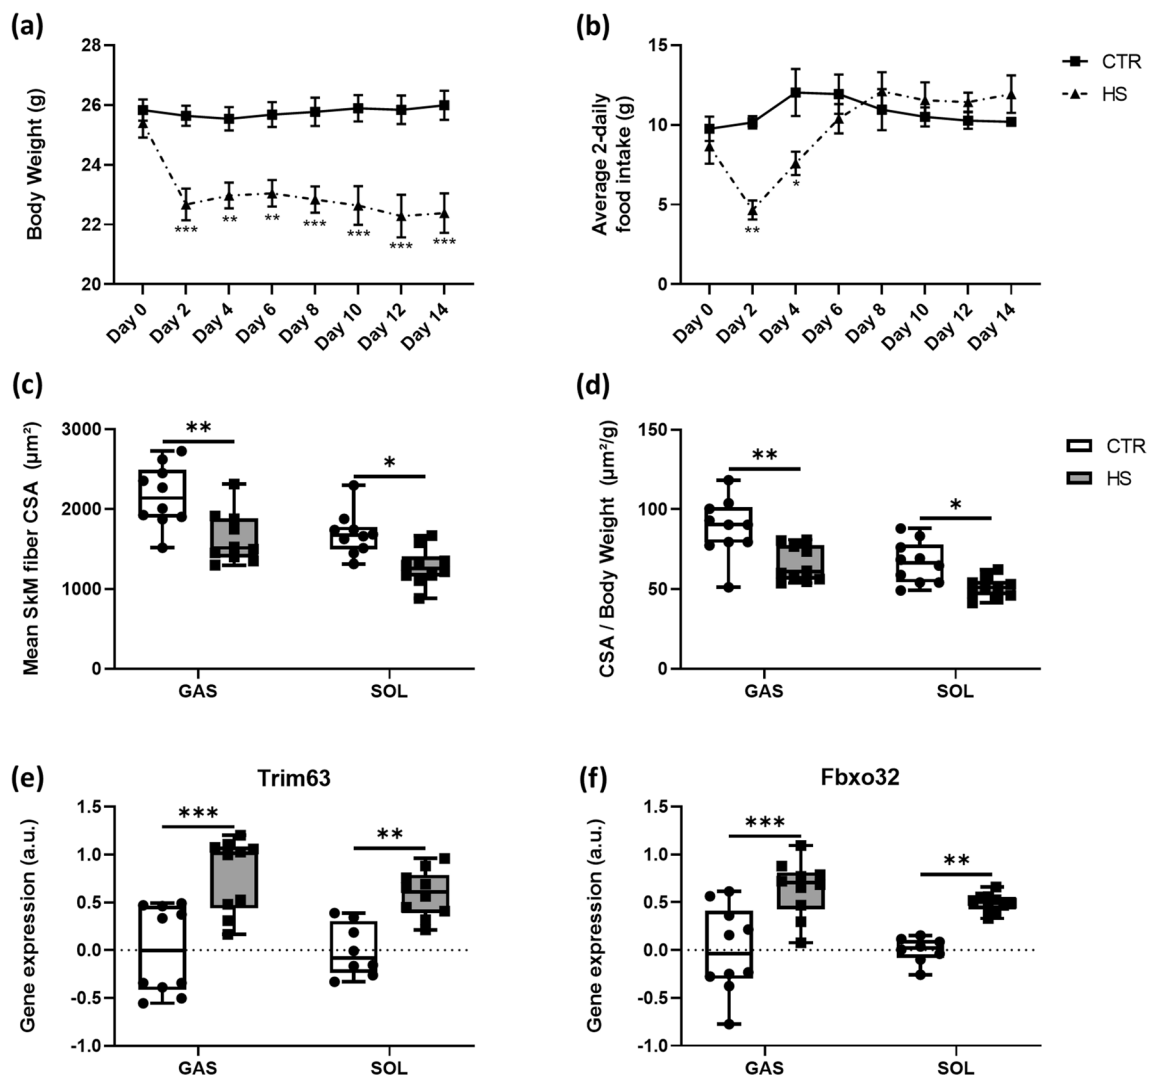 (a)
Body Weight (g)
28
26
24
22
20
***
**
**
***
***
***
***
Day 0
Day 2
Day 4
Day 6
Day 8
Day 10
Day 12
Day 14
(b)
Average 2-daily
food intake (g)
15
10
5
0
**
*
Day 0
Day 2
Day 4
Day 6
Day 8
Day 10
Day 12
Day 14
CTR
HS
(c)
Mean SkM fiber CSA (μm²)
3000
2000
1000
0
**
*
GAS
SOL
(d)
CSA / Body Weight (μm²/g)
150
100
50
0
**
*
GAS
SOL
CTR
HS
(e)
Trim63
Gene expression (a.u.)
1.5
1.0
0.5
0.0
-0.5
-1.0
***
**
GAS
SOL
(f)
Fbxo32
Gene expression (a.u.)
1.5
1.0
0.5
0.0
-0.5
-1.0
***
**
GAS
SOL